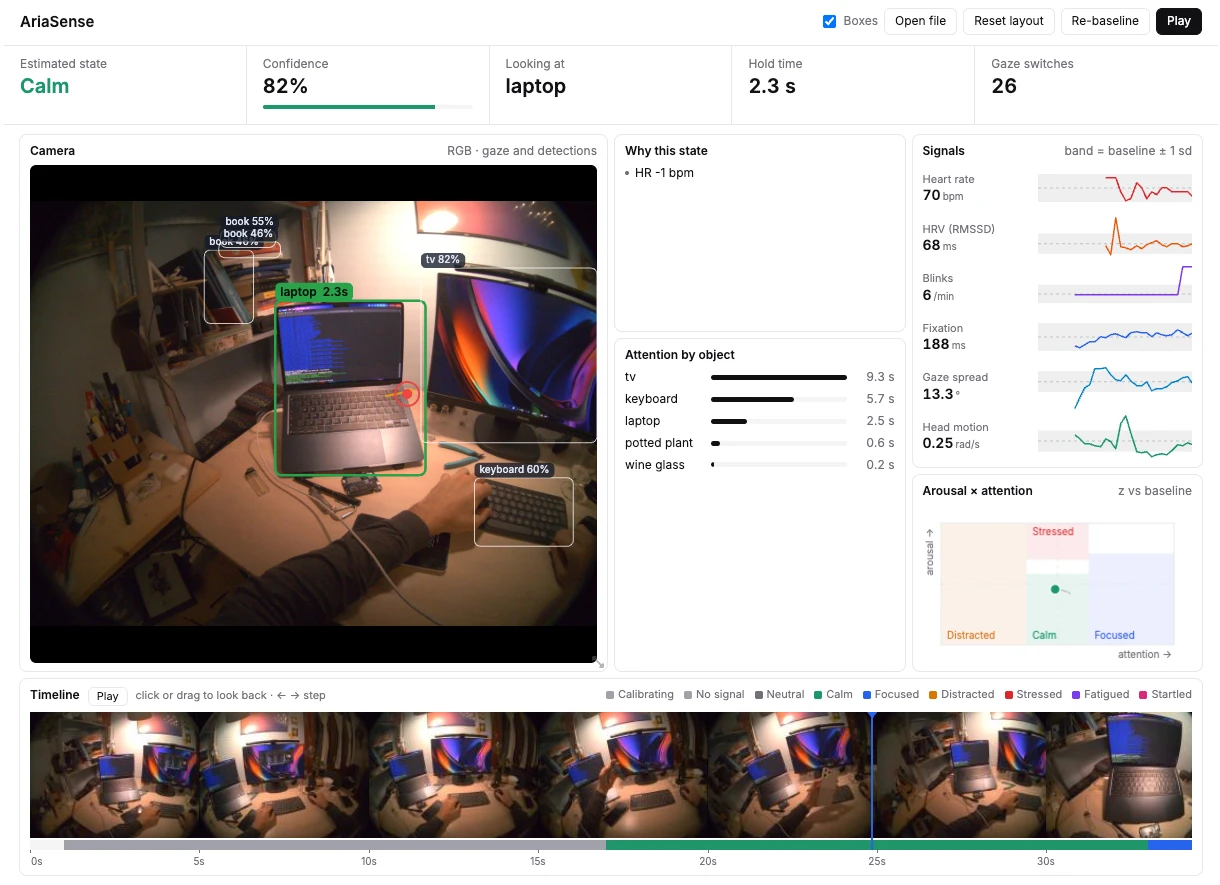 AriaSense
Boxes
Open file
Reset layout
Re-baseline
Play
Estimated state
Calm
Confidence
82%
Looking at
laptop
Hold time
2.3 s
Gaze switches
26
Camera
RGB · gaze and detections
book 55%
book 46%
tv 82%
laptop 2.3s
keyboard 60%
Why this state
• HR -1 bpm
Attention by object
tv 9.3 s
keyboard 5.7 s
laptop 2.5 s
potted plant 0.6 s
wine glass 0.2 s
Signals
band = baseline ± 1 sd
Heart rate
70 bpm
HRV (RMSSD)
68 ms
Blinks
6 /min
Fixation
188 ms
Gaze spread
13.3 °
Head motion
0.25 rad/s
Arousal × attention
z vs baseline
arousal →
Stressed
Distracted
Calm
Focused
attention →
Timeline
Play
click or drag to look back · ← → step
Calibrating
No signal
Neutral
Calm
Focused
Distracted
Stressed
Fatigued
Startled
0s
5s
10s
15s
20s
25s
30s